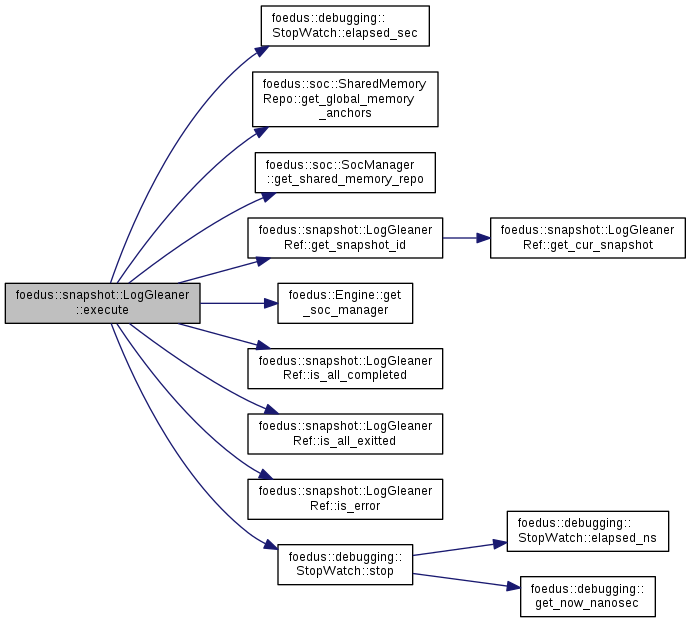 foedus::debugging::
StopWatch::elapsed_sec
foedus::soc::SharedMemory
Repo::get_global_memory
_anchors
foedus::soc::SocManager
::get_shared_memory_repo
foedus::snapshot::LogGleaner
Ref::get_snapshot_id
foedus::snapshot::LogGleaner
Ref::get_cur_snapshot
foedus::snapshot::LogGleaner
::execute
foedus::Engine::get
_soc_manager
foedus::snapshot::LogGleaner
Ref::is_all_completed
foedus::snapshot::LogGleaner
Ref::is_all_exitted
foedus::snapshot::LogGleaner
Ref::is_error
foedus::debugging::
StopWatch::stop
foedus::debugging::
StopWatch::elapsed_ns
foedus::debugging::
get_now_nanosec